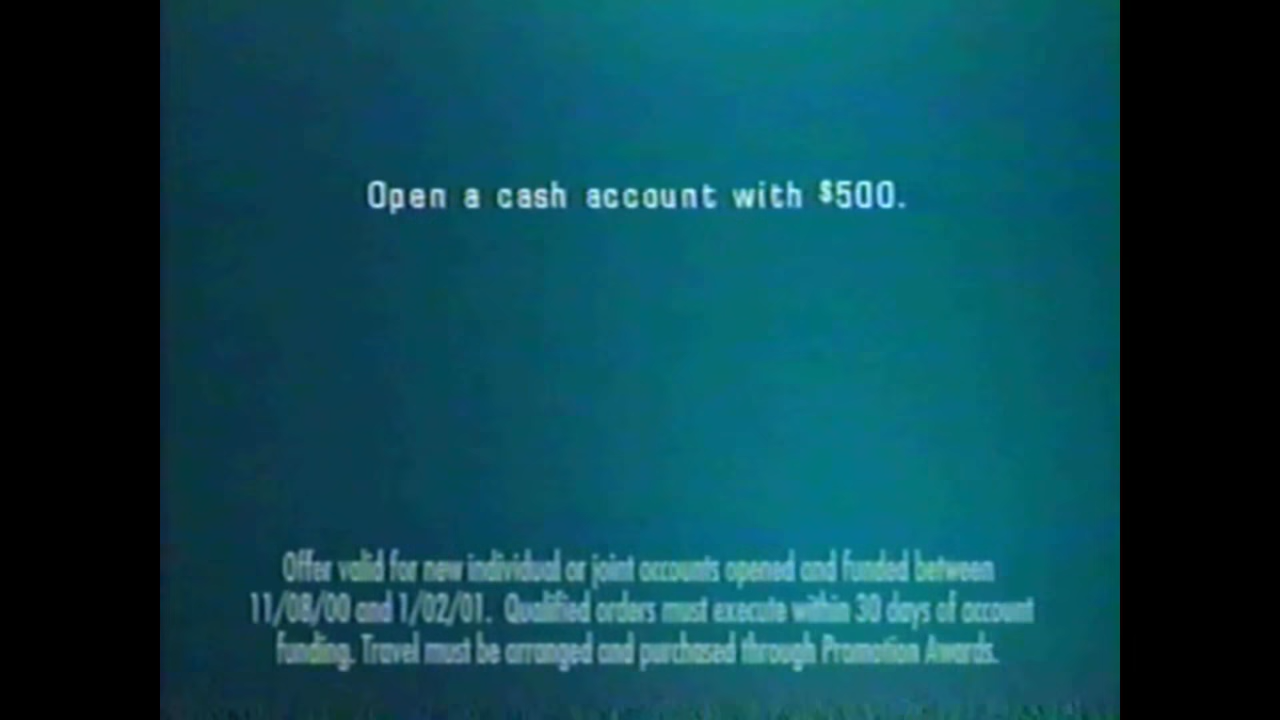 Open a cash account with $500.
Offer valid for new individual or joint accounts opened and funded between
11/08/00 and 1/02/01. Qualified orders must execute within 30 days of account
funding. Travel must be arranged and purchased through Promotion Awards.